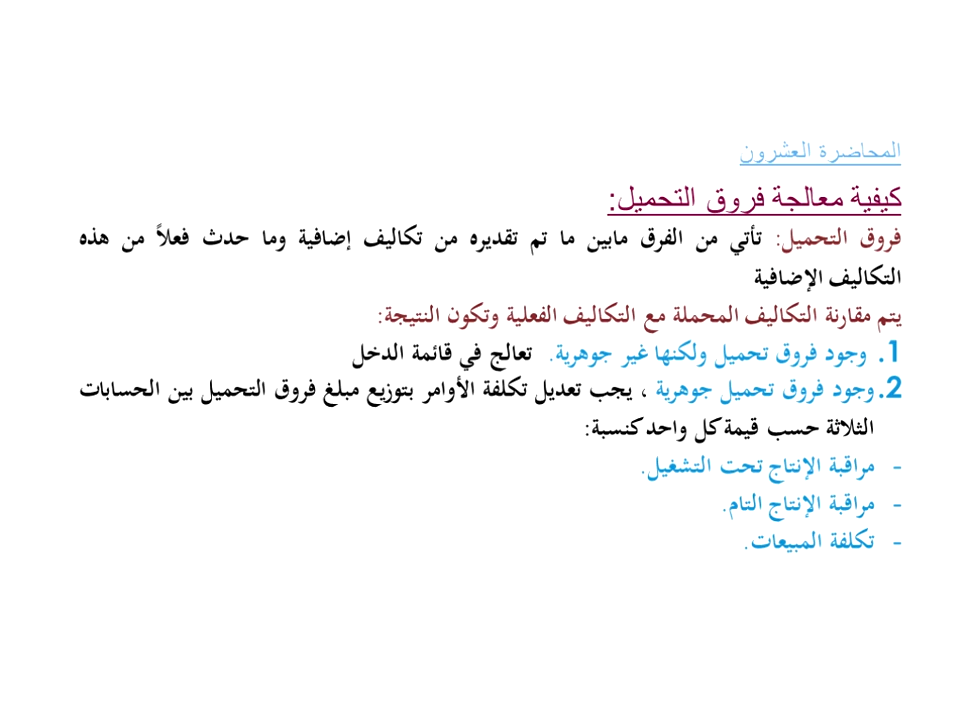 المحاضرة العشرون
كيفية معالجة فروق التحميل:
فروق التحميل: تأتي من الفرق مابين ما تم تقديره من تكاليف إضافية وما حدث فعلاً من هذه
التكاليف الإضافية
يتم مقارنة التكاليف المحملة مع التكاليف الفعلية وتكون النتيجة:
1. وجود فروق تحميل ولكنها غير جوهرية. تعالج في قائمة الدخل
2. وجود فروق تحميل جوهرية ، يجب تعديل تكلفة الأوامر بتوزيع مبلغ فروق التحميل بين الحسابات
الثلاثة حسب قيمة كل واحد كنسبة:
- مراقبة الإنتاج تحت التشغيل.
- مراقبة الإنتاج التام.
- تكلفة المبيعات.